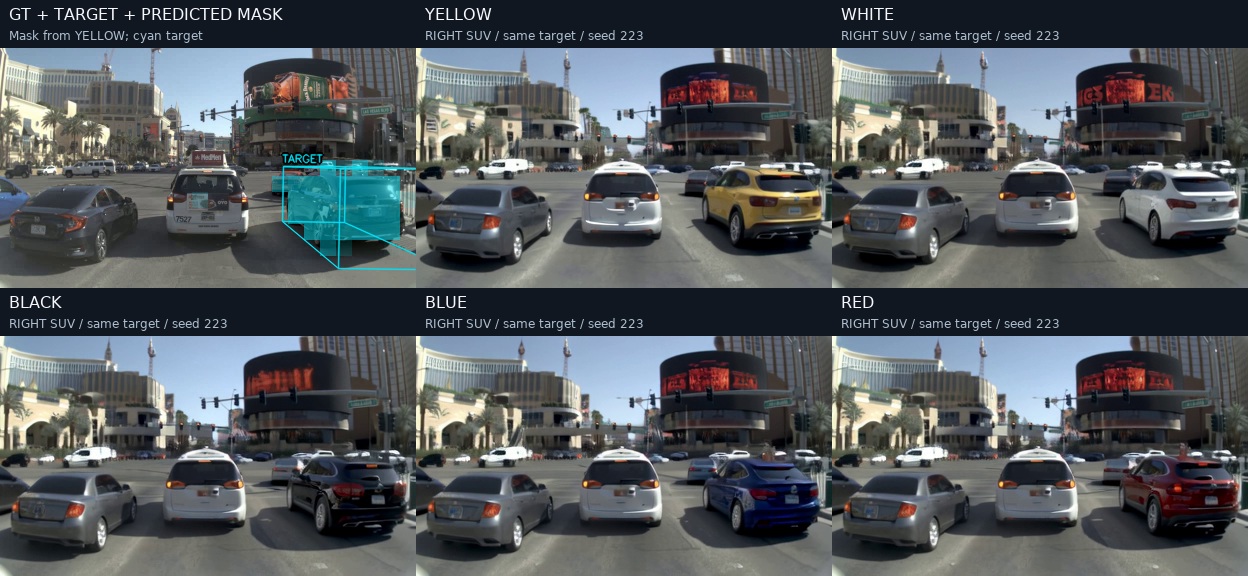 GT + TARGET + PREDICTED MASK
Mask from YELLOW; cyan target
YELLOW
RIGHT SUV / same target / seed 223
WHITE
RIGHT SUV / same target / seed 223
TARGET
7527
BLACK
RIGHT SUV / same target / seed 223
BLUE
RIGHT SUV / same target / seed 223
RED
RIGHT SUV / same target / seed 223